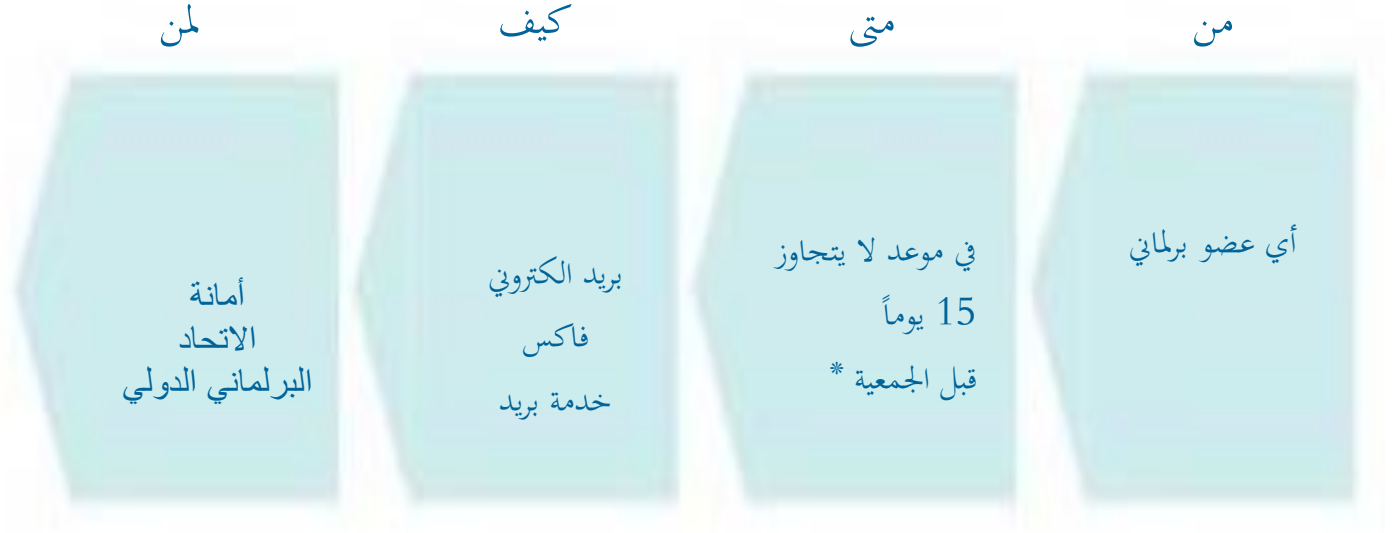 من
متى
كيف
لمن
أي عضو برلماني
في موعد لا يتجاوز
15 يوماً
قبل الجمعية *
بريد الكتروني
فاكس
خدمة بريد
أمانة
الاتحاد
البرلماني الدولي